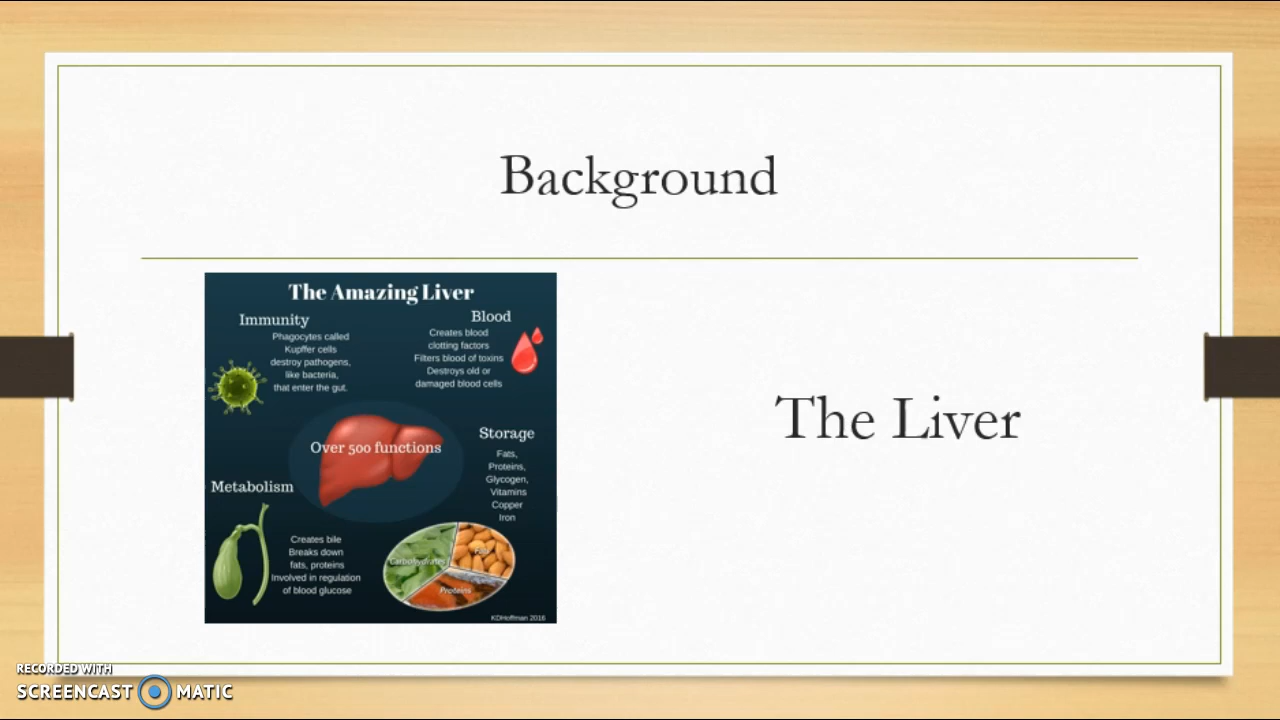 Background
The Amazing Liver
Immunity
Phagocytes called
Kupffer cells
destroy pathogens,
like bacteria,
that enter the gut.
Blood
Creates blood
clotting factors
Filters blood of toxins
Destroys old or
damaged blood cells
Over 500 functions
Storage
Fats,
Proteins,
Glycogen,
Vitamins
Copper
Iron
Metabolism
Creates bile
Breaks down
fats, proteins
Involved in regulation
of blood glucose
Carbohydrates
Fats
Proteins
KDHoffman 2016
The Liver
RECORDED WITH
SCREENCAST MATIC